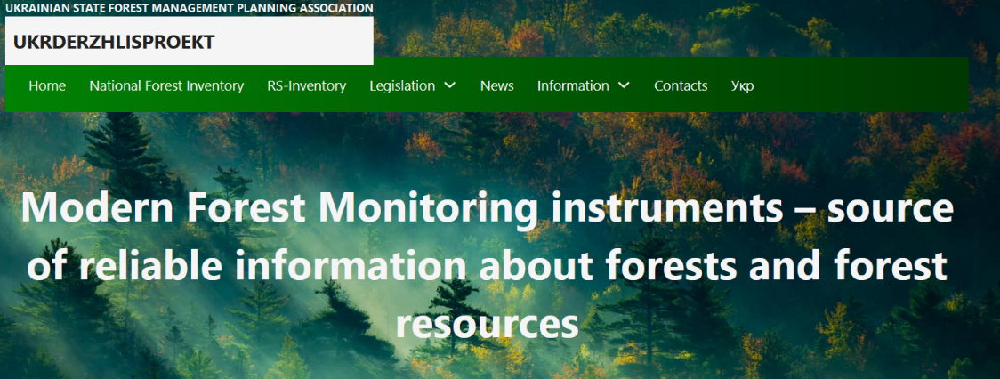 UKRAINIAN STATE FOREST MANAGEMENT PLANNING ASSOCIATION
UKRDERZHLISPROEKT
Home National Forest Inventory RS-Inventory Legislation News Information Contacts Укр
Modern Forest Monitoring instruments – source
of reliable information about forests and forest
resources